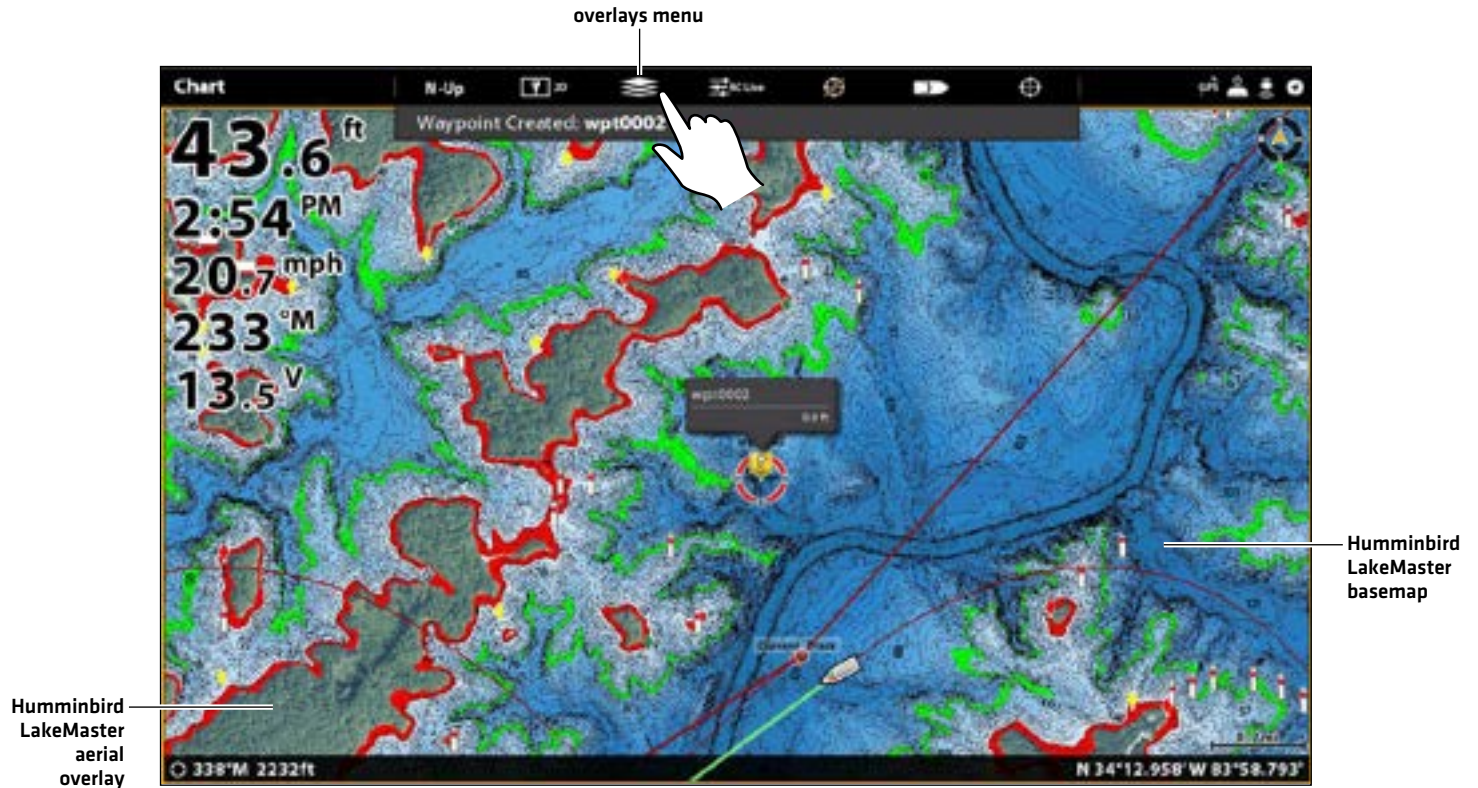 overlays menu
Chart
N-Up
2D
Waypoint Created: wpt0002
43.6 ft
2:54 PM
20.7 mph
233 °M
13.5 V
wpt0002
Humminbird
LakeMaster
basemap
Humminbird
LakeMaster
aerial
overlay
338°M 2232ft
N 34°12.958' W 83°58.793'